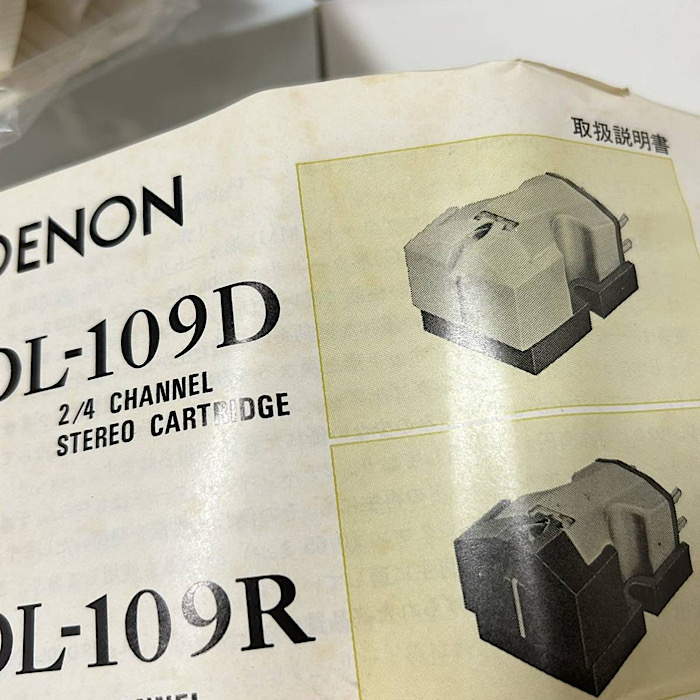 取扱説明書
DENON
DL-109D
2/4 CHANNEL
STEREO CARTRIDGE
DL-109R